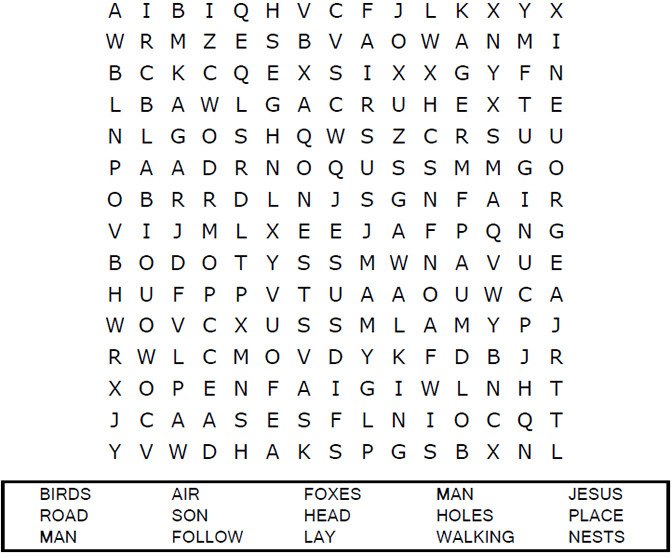 A I B I Q H V C F J L K X Y X
W R M Z E S B V A O W A N M I
B C K C Q E X S I X X G Y F N
L B A W L G A C R U H E X T E
N L G O S H Q W S Z C R S U U
P A A D R N O Q U S S M M G O
O B R R D L N J S G N F A I R
V I J M L X E E J A F P Q N G
B O D O T Y S S M W N A V U E
H U F P P V T U A A O U W C A
W O V C X U S S M L A M Y P J
R W L C M O V D Y K F D B J R
X O P E N F A I G I W L N H T
J C A A S E S F L N I O C Q T
Y V W D H A K S P G S B X N L
BIRDS AIR FOXES MAN JESUS
ROAD SON HEAD HOLES PLACE
MAN FOLLOW LAY WALKING NESTS